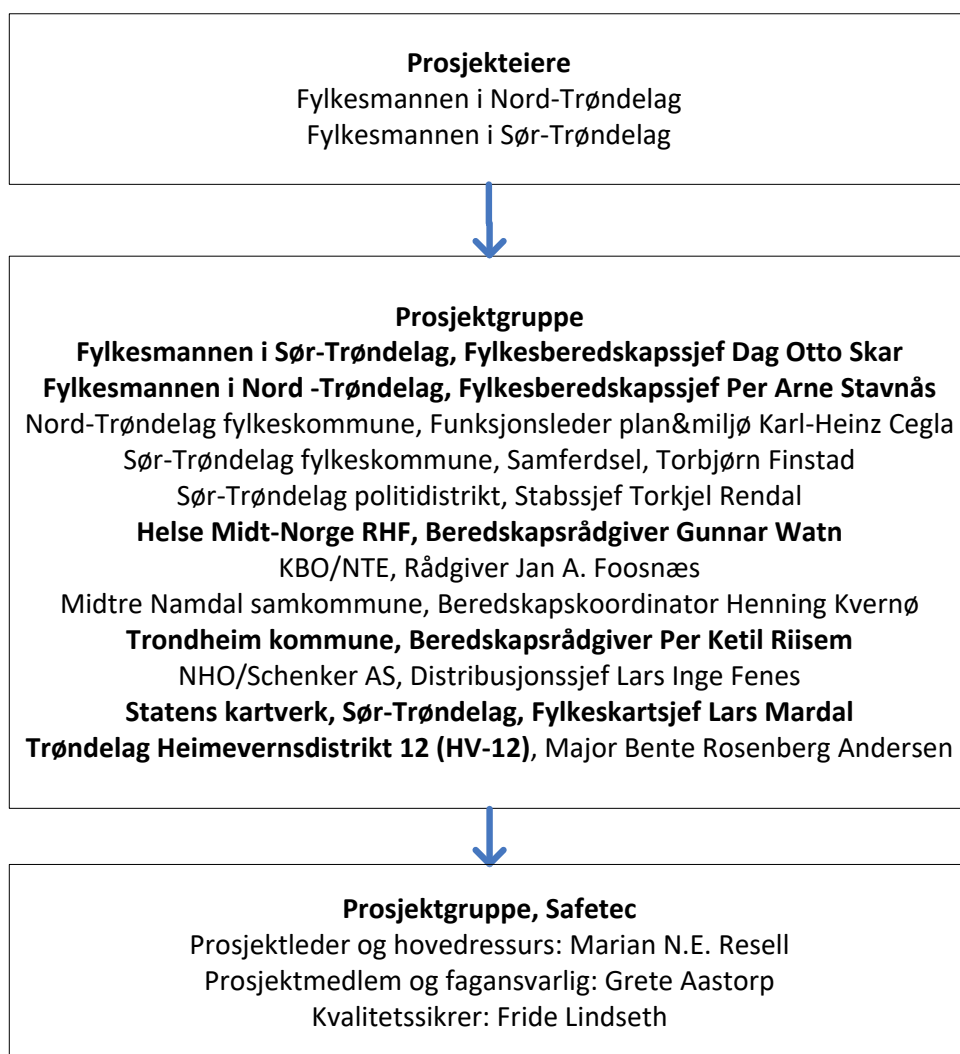 Prosjekteiere
Fylkesmannen i Nord-Trøndelag
Fylkesmannen i Sør-Trøndelag
Prosjektgruppe
Fylkesmannen i Sør-Trøndelag, Fylkesberedskapssjef Dag Otto Skar
Fylkesmannen i Nord -Trøndelag, Fylkesberedskapssjef Per Arne Stavnås
Nord-Trøndelag fylkeskommune, Funksjonsleder plan&miljø Karl-Heinz Cegla
Sør-Trøndelag fylkeskommune, Samferdsel, Torbjørn Finstad
Sør-Trøndelag politidistrikt, Stabssjef Torkjel Rendal
Helse Midt-Norge RHF, Beredskapsrådgiver Gunnar Watn
KBO/NTE, Rådgiver Jan A. Foosnæs
Midtre Namdal samkommune, Beredskapskoordinator Henning Kvernø
Trondheim kommune, Beredskapsrådgiver Per Ketil Riisem
NHO/Schenker AS, Distribusjonssjef Lars Inge Fenes
Statens kartverk, Sør-Trøndelag, Fylkeskartsjef Lars Mardal
Trøndelag Heimevernsdistrikt 12 (HV-12), Major Bente Rosenberg Andersen
Prosjektgruppe, Safetec
Prosjektleder og hovedressurs: Marian N.E. Resell
Prosjektmedlem og fagansvarlig: Grete Aastorp
Kvalitetssikrer: Fride Lindseth